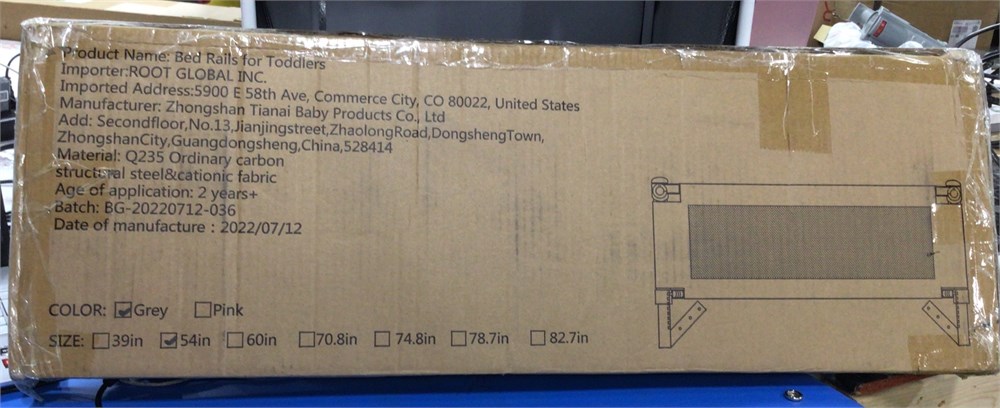 Product Name: Bed Rails for Toddlers
Importer:ROOT GLOBAL INC.
Imported Address:5900 E 58th Ave, Commerce City, CO 80022, United States
Manufacturer: Zhongshan Tianai Baby Products Co., Ltd
Add: Secondfloor,No.13,Jianjingstreet,ZhaolongRoad,DongshengTown,
ZhongshanCity,Guangdongsheng,China,528414
Material: Q235 Ordinary carbon
structural steel&cationic fabric
Age of application: 2 years+
Batch: BG-20220712-036
Date of manufacture : 2022/07/12
COLOR: ☑Grey ☐Pink
SIZE: ☐39in ☑54in ☐60in ☐70.8in ☐74.8in ☐78.7in ☐82.7in